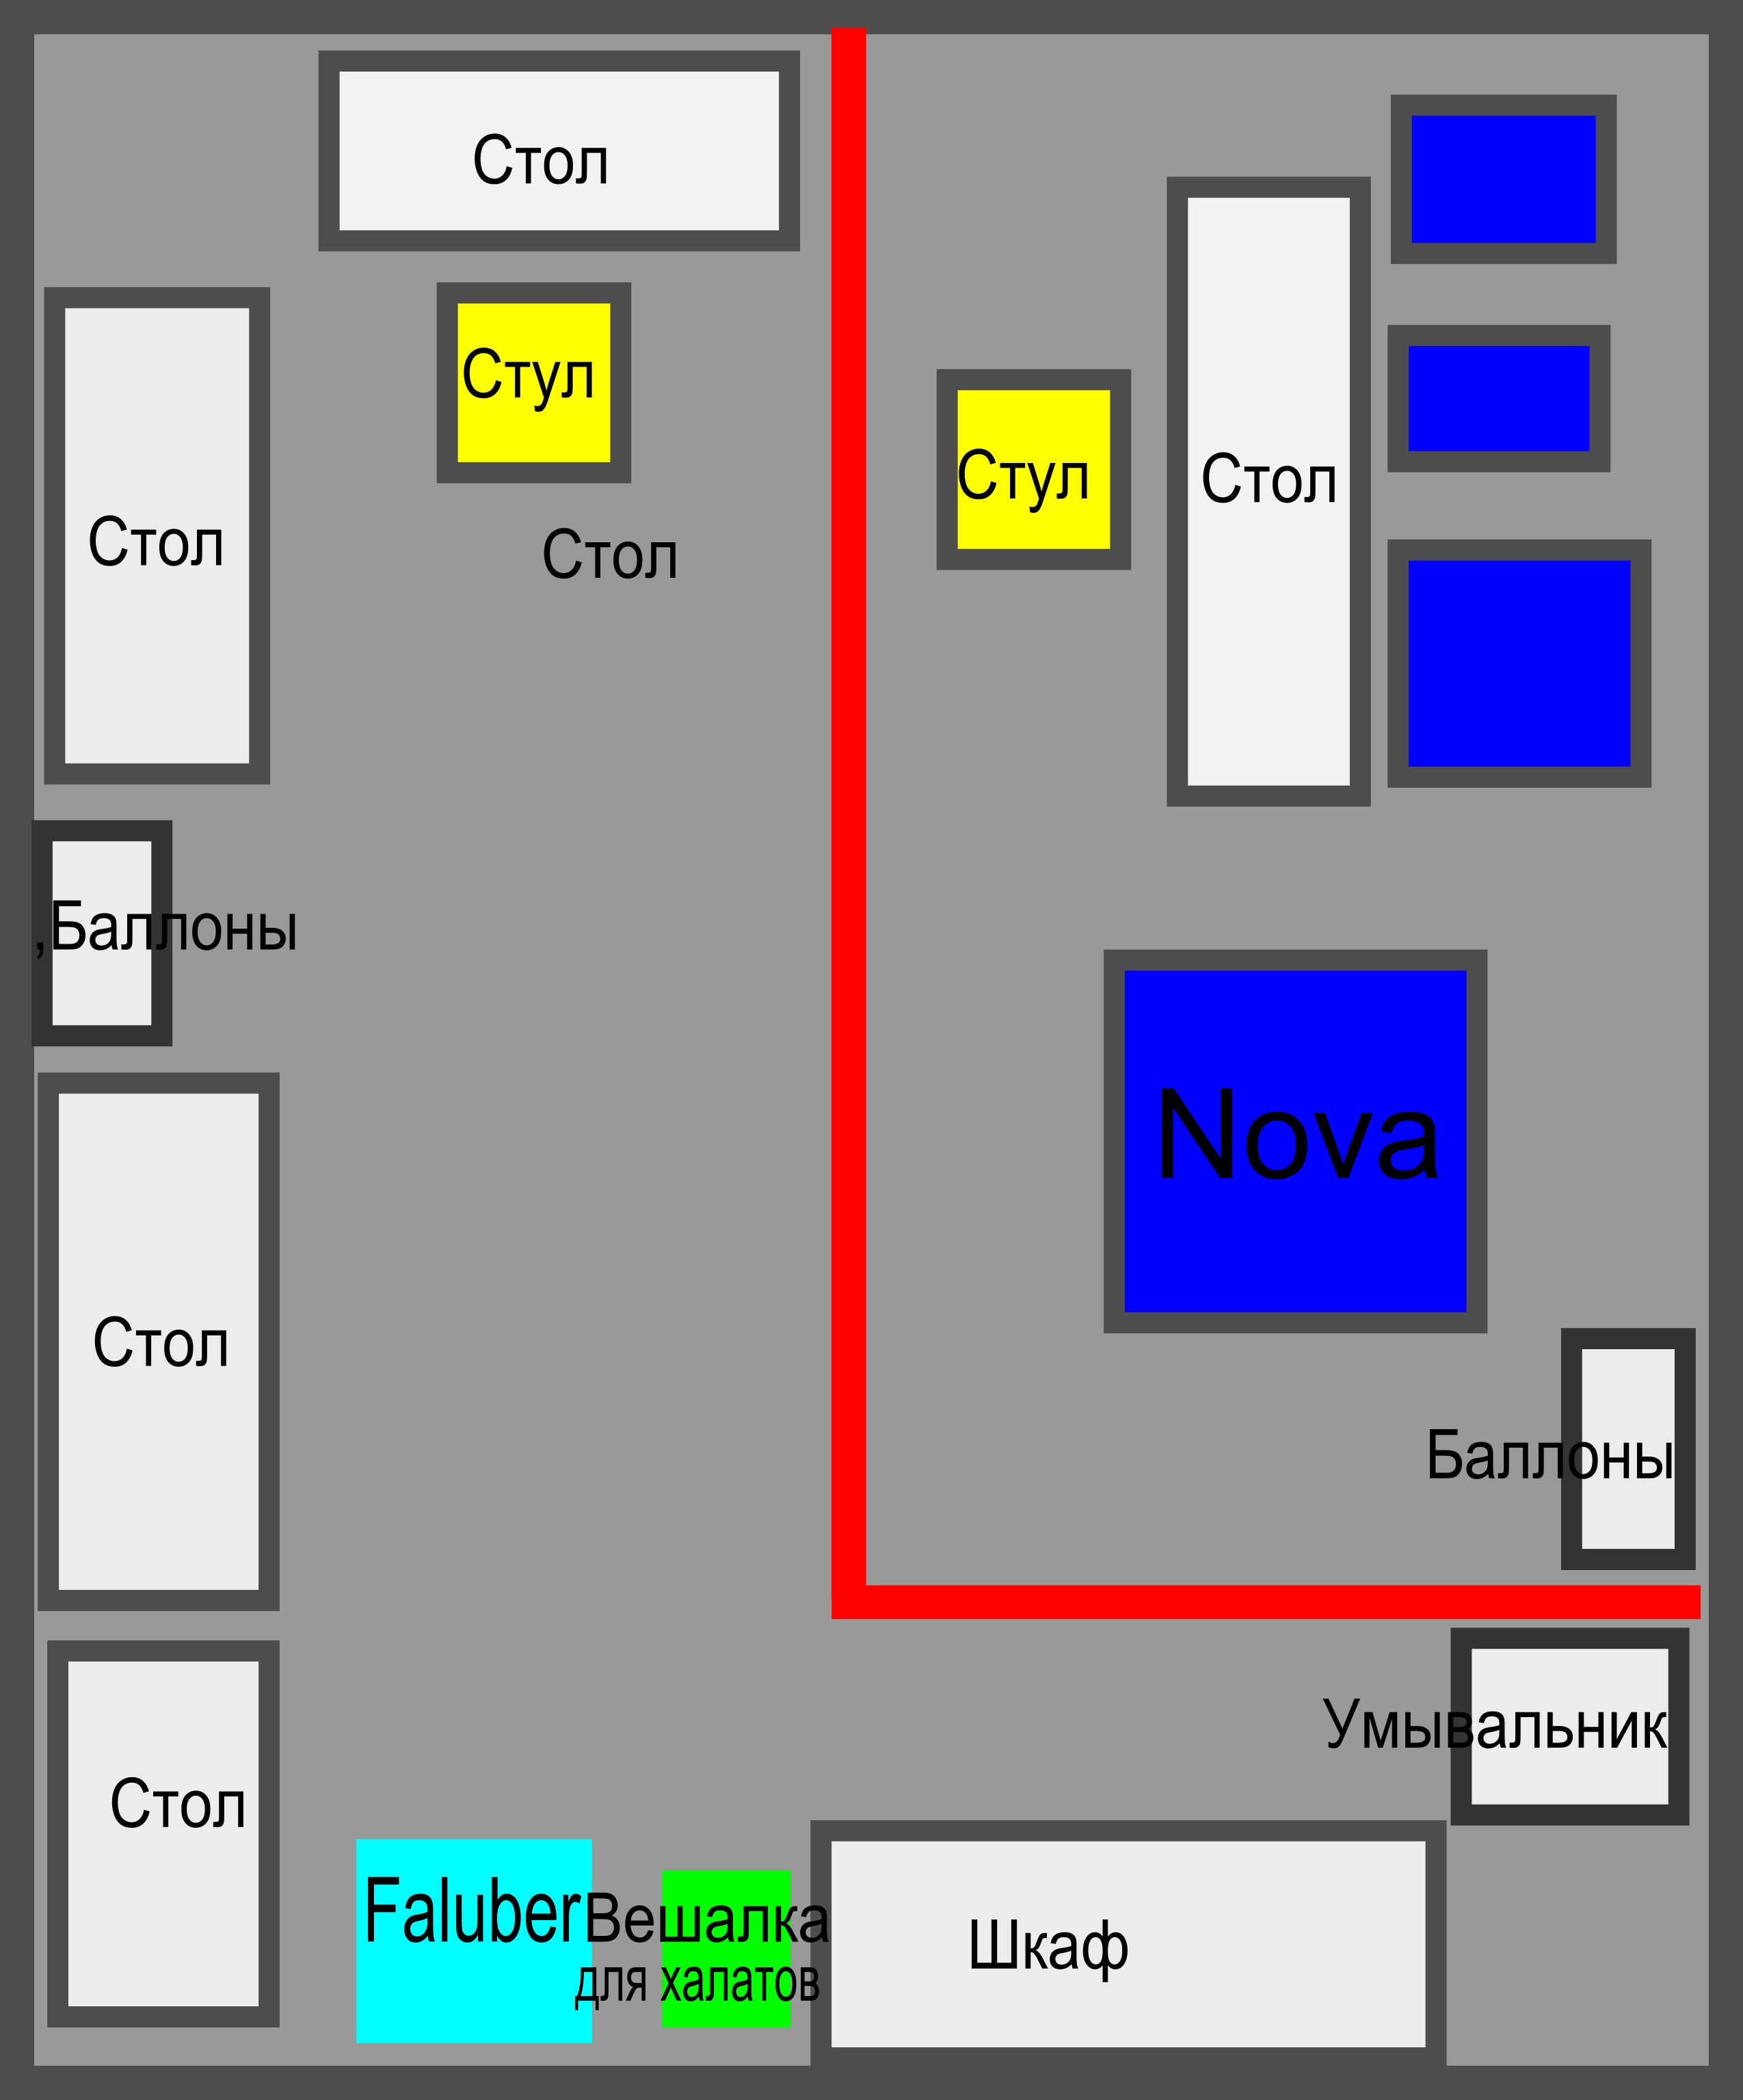 Стол
Стул
Стул
Стол
Стол
Стол
,Баллоны
Nova
Стол
Баллоны
Умывальник
Стол
Faluber
Вешалка
для халатов
Шкаф